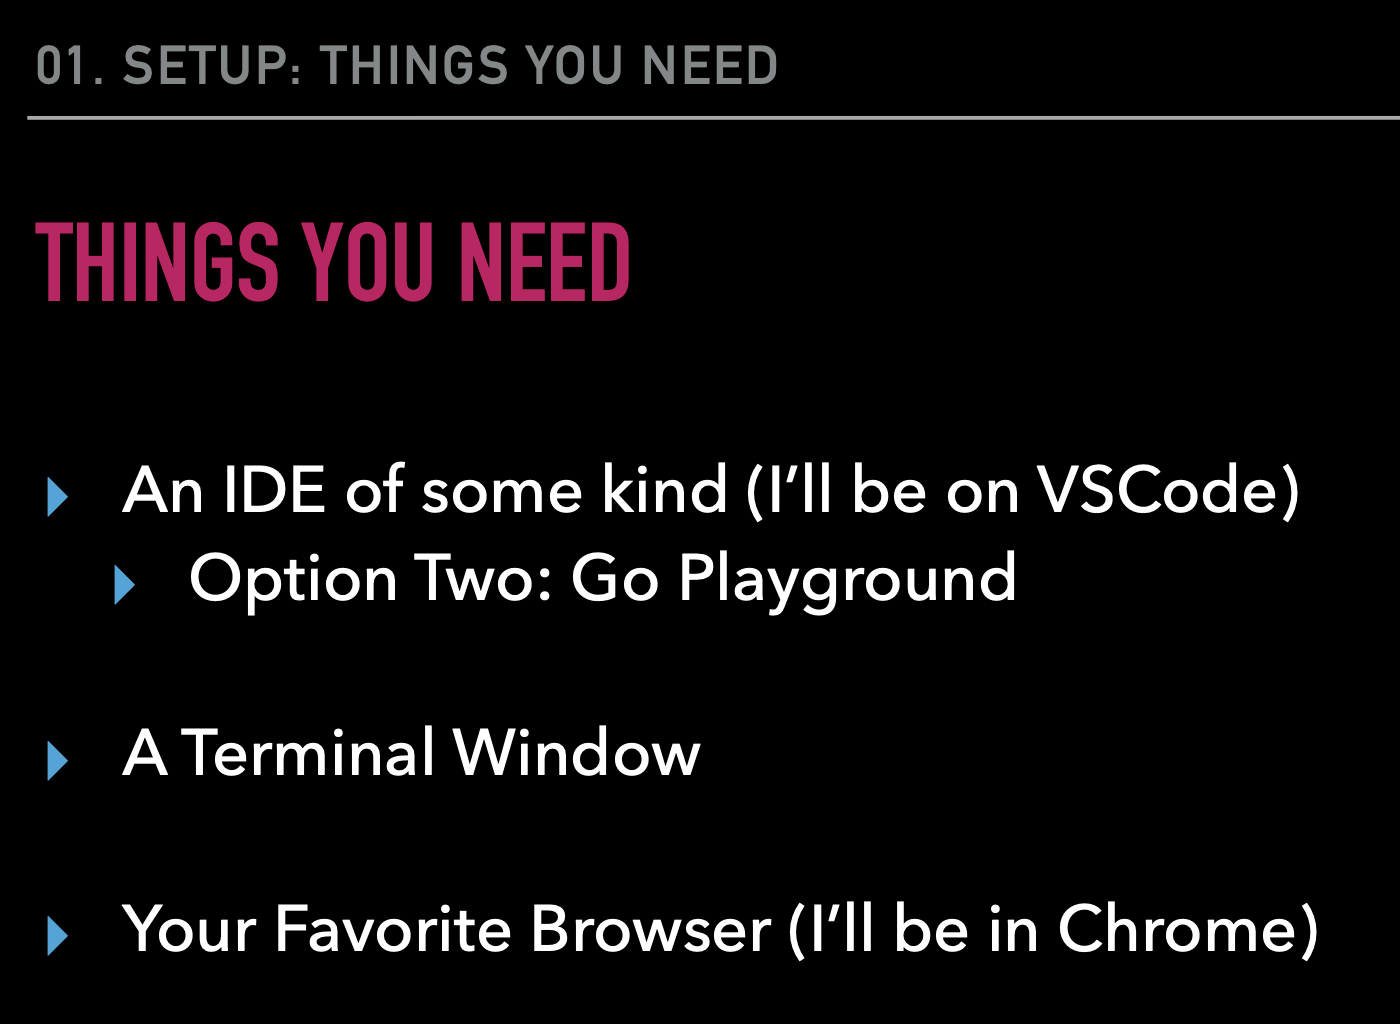 01. SETUP: THINGS YOU NEED
THINGS YOU NEED
An IDE of some kind (I’ll be on VSCode)
Option Two: Go Playground
A Terminal Window
Your Favorite Browser (I’ll be in Chrome)